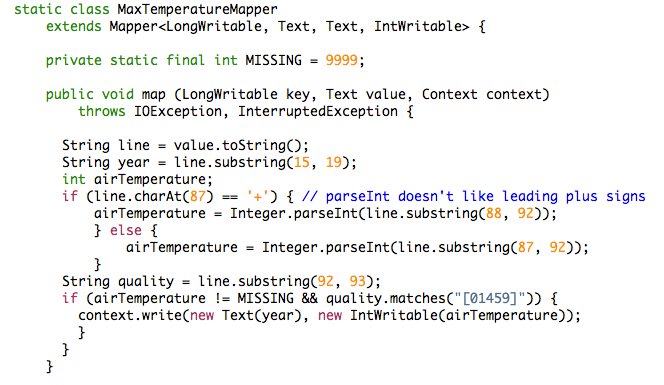 static class MaxTemperatureMapper
    extends Mapper<LongWritable, Text, Text, IntWritable> {
    private static final int MISSING = 9999;
    public void map (LongWritable key, Text value, Context context)
        throws IOException, InterruptedException {
      String line = value.toString();
      String year = line.substring(15, 19);
      int airTemperature;
      if (line.charAt(87) == '+') { // parseInt doesn't like leading plus signs
          airTemperature = Integer.parseInt(line.substring(88, 92));
          } else {
              airTemperature = Integer.parseInt(line.substring(87, 92));
          }
      String quality = line.substring(92, 93);
      if (airTemperature != MISSING && quality.matches("[01459]")) {
        context.write(new Text(year), new IntWritable(airTemperature));
        }
      }
    }